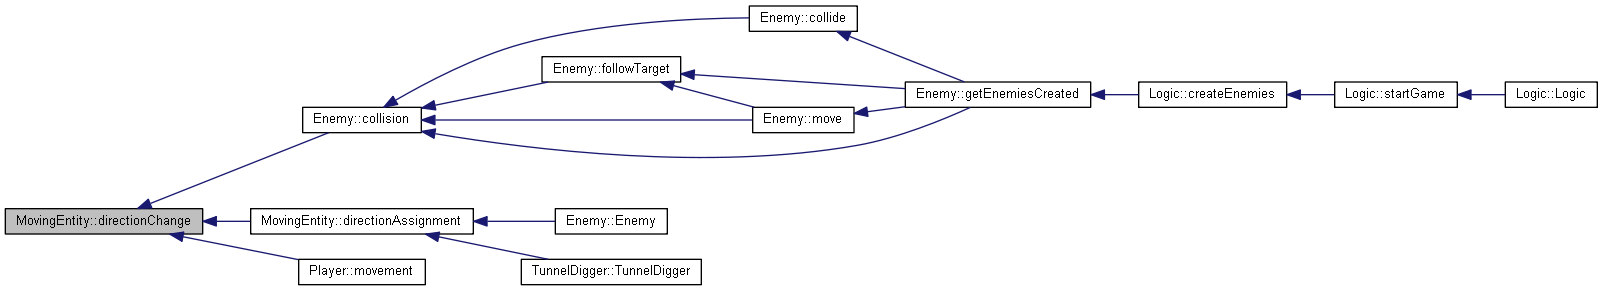 Enemy::collide
Enemy::followTarget
Enemy::getEnemiesCreated
Logic::createEnemies
Logic::startGame
Logic::Logic
Enemy::collision
Enemy::move
MovingEntity::directionChange
MovingEntity::directionAssignment
Enemy::Enemy
Player::movement
TunnelDigger::TunnelDigger